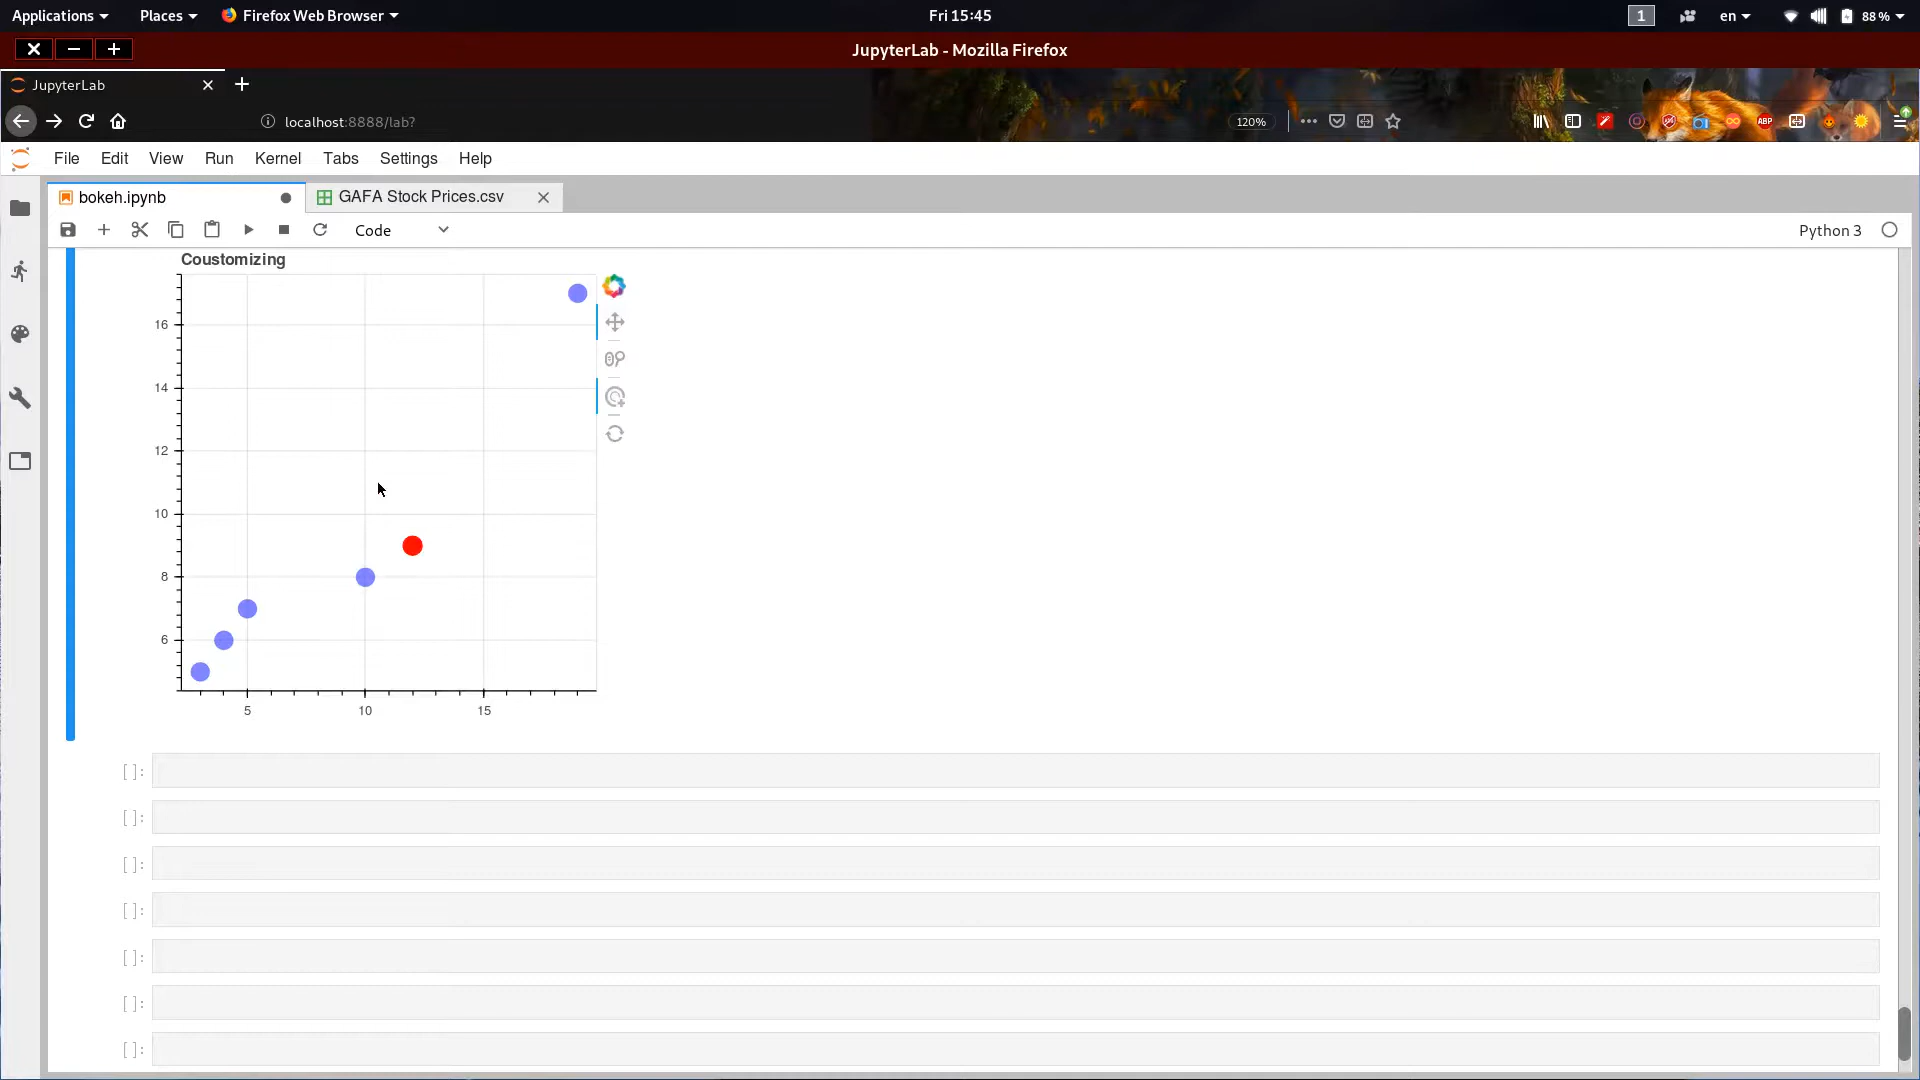 Applications Places Firefox Web Browser Fri 15:45 1 en 88 %
JupyterLab - Mozilla Firefox
JupyterLab
localhost:8888/lab? 120% ABP
File Edit View Run Kernel Tabs Settings Help
bokeh.ipynb GAFA Stock Prices.csv
Code Python 3
Coustomizing
16
14
12
10
8
6
5 10 15
[ ]:
[ ]:
[ ]:
[ ]:
[ ]:
[ ]:
[ ]: